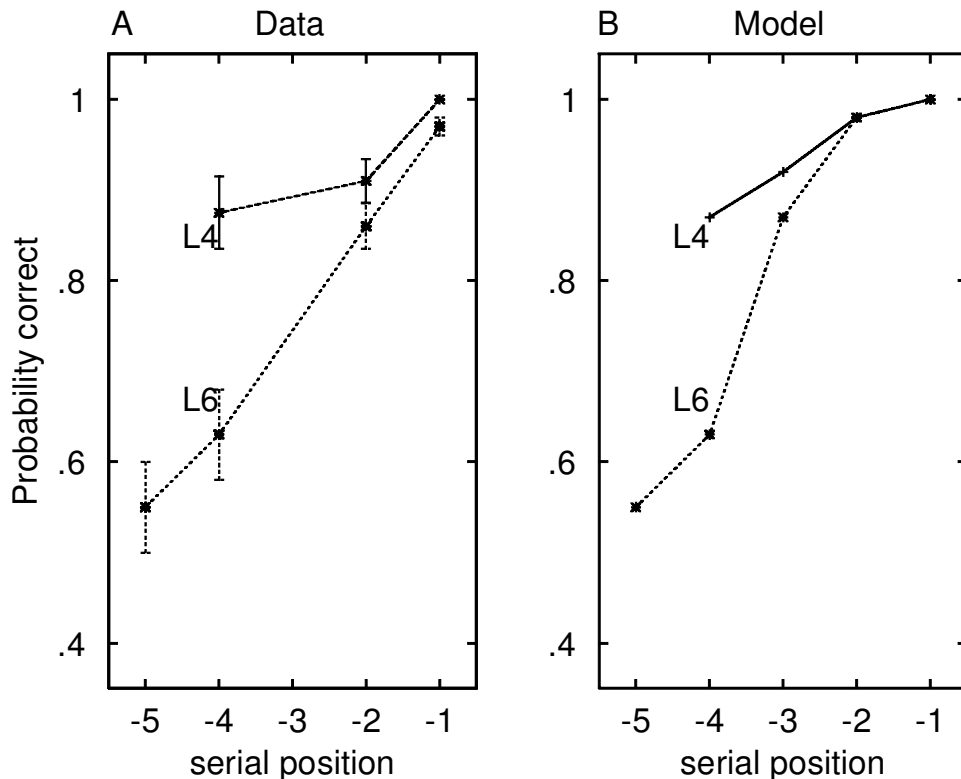 A Data
Probability correct
1
.8
.6
.4
L4
L6
-5 -4 -3 -2 -1
serial position
B Model
1
.8
.6
.4
L4
L6
-5 -4 -3 -2 -1
serial position